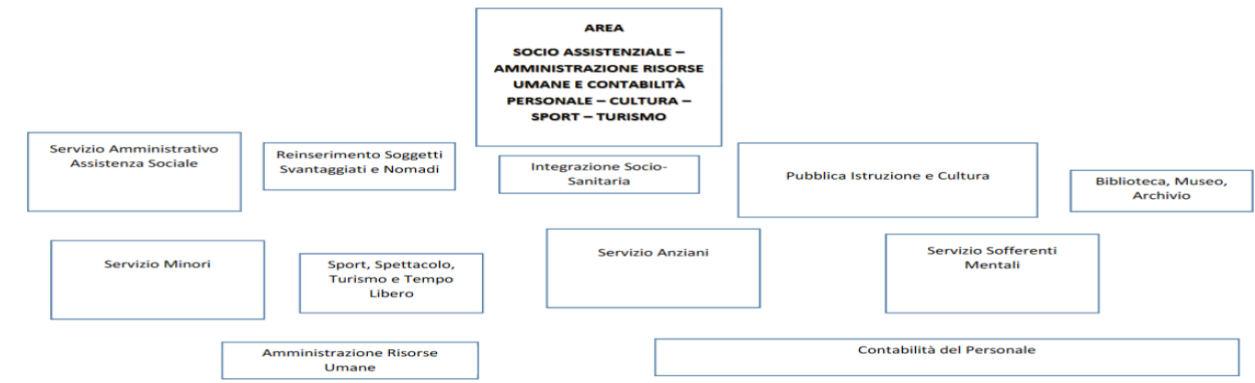 AREA
SOCIO ASSISTENZIALE –
AMMINISTRAZIONE RISORSE
UMANE E CONTABILITÀ
PERSONALE – CULTURA –
SPORT – TURISMO
Servizio Amministrativo
Assistenza Sociale
Reinserimento Soggetti
Svantaggiati e Nomadi
Integrazione Socio-
Sanitaria
Pubblica Istruzione e Cultura
Biblioteca, Museo,
Archivio
Servizio Minori
Sport, Spettacolo,
Turismo e Tempo
Libero
Servizio Anziani
Servizio Sofferenti
Mentali
Amministrazione Risorse
Umane
Contabilità del Personale